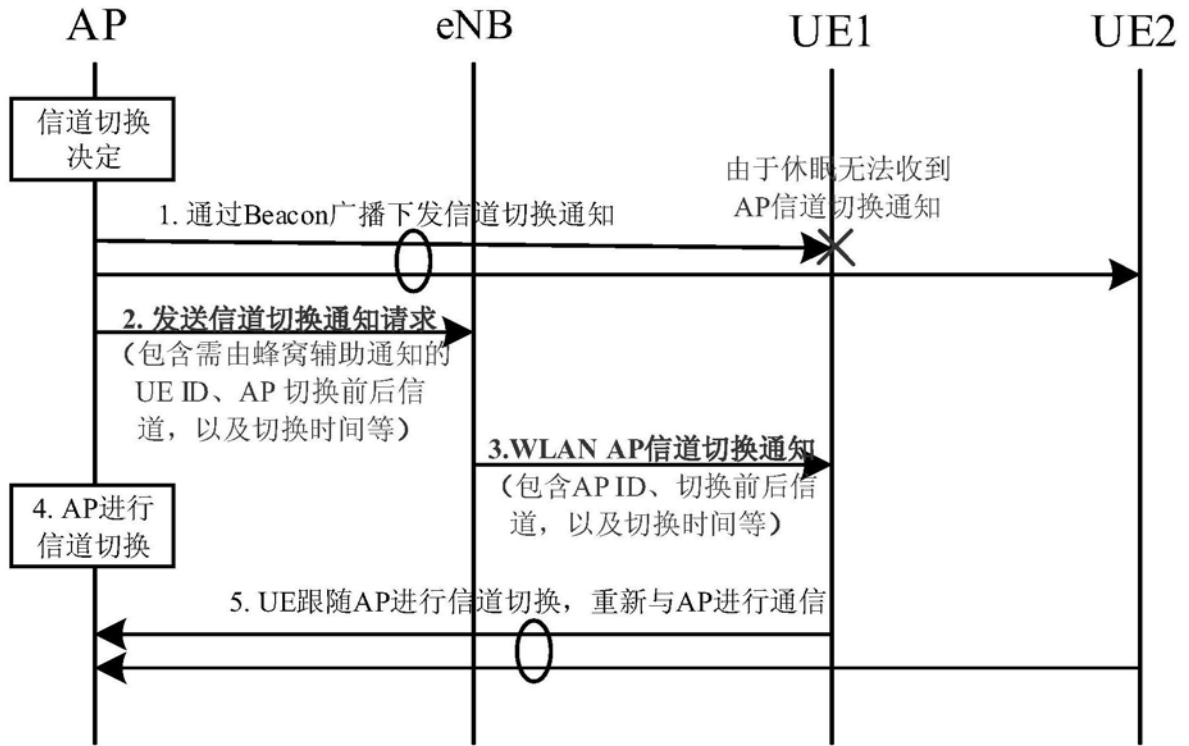 AP
eNB
UE1
UE2
信道切换
决定
由于休眠无法收到
AP信道切换通知
1. 通过Beacon广播下发信道切换通知
2. 发送信道切换通知请求
（包含需由蜂窝辅助通知的
UE ID、AP 切换前后信
道，以及切换时间等）
3.WLAN AP信道切换通知
（包含AP ID、切换前后信
道，以及切换时间等）
4. AP进行
信道切换
5. UE跟随AP进行信道切换，重新与AP进行通信